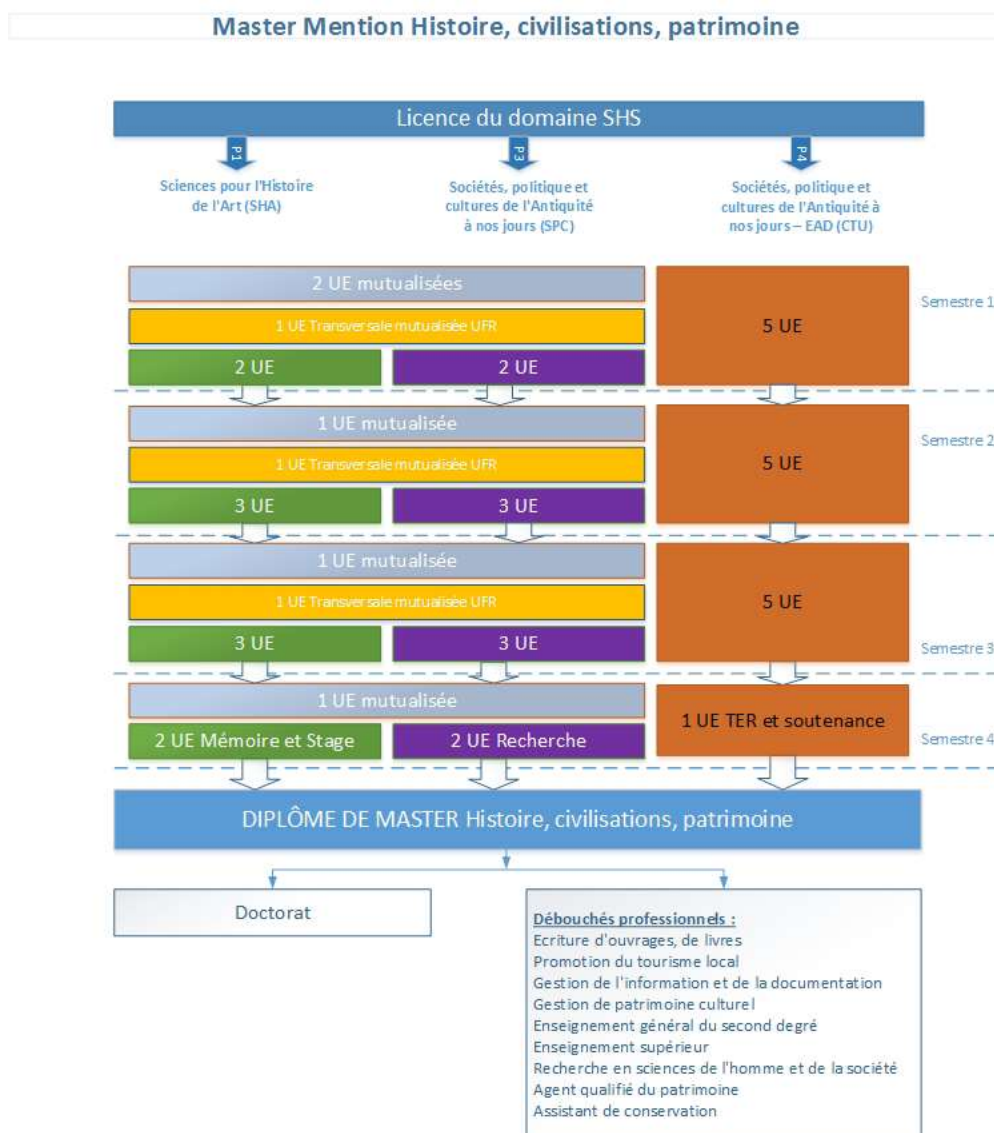 Master Mention Histoire, civilisations, patrimoine
Licence du domaine SHS
P1
P3
P4
Sciences pour l'Histoire
de l'Art (SHA)
Sociétés, politique et
cultures de l'Antiquité
à nos jours (SPC)
Sociétés, politique et
cultures de l'Antiquité à
nos jours – EAD (CTU)
2 UE mutualisées
1 UE Transversale mutualisée UFR
2 UE
2 UE
5 UE
Semestre 1
1 UE mutualisée
1 UE Transversale mutualisée UFR
3 UE
3 UE
5 UE
Semestre 2
1 UE mutualisée
1 UE Transversale mutualisée UFR
3 UE
3 UE
5 UE
Semestre 3
1 UE mutualisée
2 UE Mémoire et Stage
2 UE Recherche
1 UE TER et soutenance
Semestre 4
DIPLÔME DE MASTER Histoire, civilisations, patrimoine
Doctorat
Débouchés professionnels :
Ecriture d'ouvrages, de livres
Promotion du tourisme local
Gestion de l'information et de la documentation
Gestion de patrimoine culturel
Enseignement général du second degré
Enseignement supérieur
Recherche en sciences de l'homme et de la société
Agent qualifié du patrimoine
Assistant de conservation